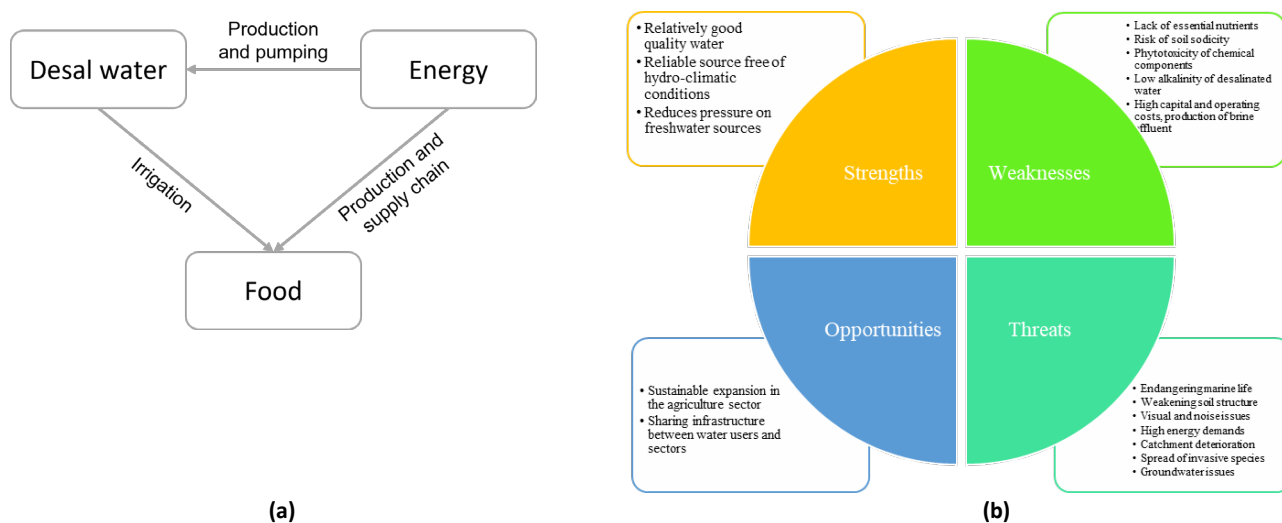 Production
and pumping
Desal water
Energy
Irrigation
Production and
supply chain
Food
(a)
• Relatively good
quality water
• Reliable source free of
hydro-climatic
conditions
• Reduces pressure on
freshwater sources
• Lack of essential nutrients
• Risk of soil sodicity
• Phytotoxicity of chemical
components
• Low alkalinity of desalinated
water
• High capital and operating
costs, production of brine
effluent
Strengths
Weaknesses
Opportunities
Threats
• Sustainable expansion in
the agriculture sector
• Sharing infrastructure
between water users and
sectors
• Endangering marine life
• Weakening soil structure
• Visual and noise issues
• High energy demands
• Catchment deterioration
• Spread of invasive species
• Groundwater issues
(b)